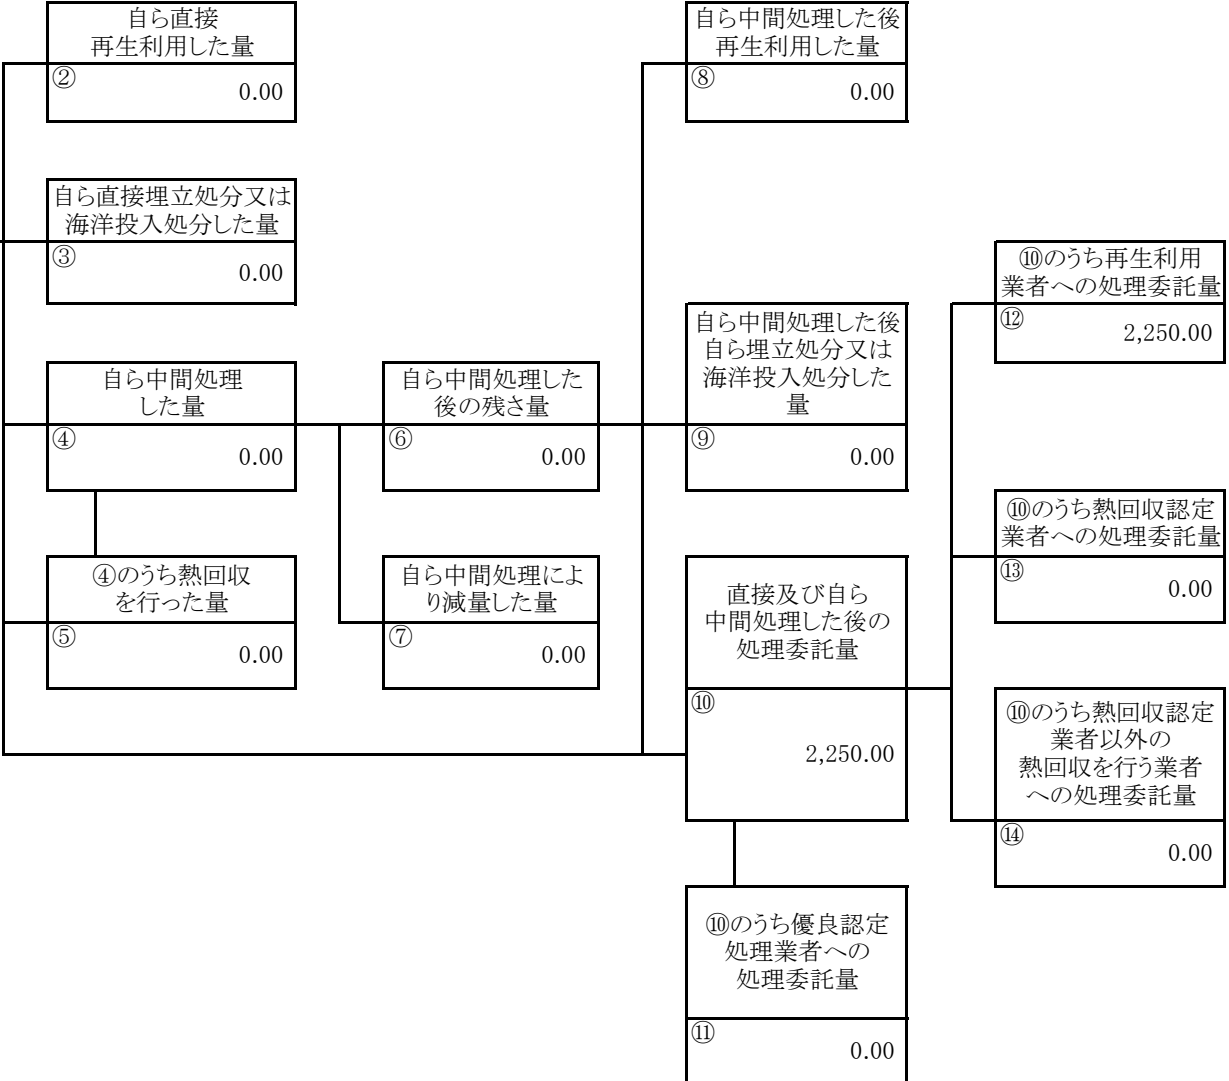 自ら直接
再生利用した量
②
0.00
自ら中間処理した後
再生利用した量
⑧
0.00
自ら直接埋立処分又は
海洋投入処分した量
③
0.00
⑩のうち再生利用
業者への処理委託量
⑫
2,250.00
自ら中間処理した後
自ら埋立処分又は
海洋投入処分した
量
⑨
0.00
自ら中間処理
した量
④
0.00
自ら中間処理した
後の残さ量
⑥
0.00
⑩のうち熱回収認定
業者への処理委託量
⑬
0.00
④のうち熱回収
を行った量
⑤
0.00
自ら中間処理によ
り減量した量
⑦
0.00
直接及び自ら
中間処理した後の
処理委託量
⑩
2,250.00
⑩のうち熱回収認定
業者以外の
熱回収を行う業者
への処理委託量
⑭
0.00
⑩のうち優良認定
処理業者への
処理委託量
⑪
0.00